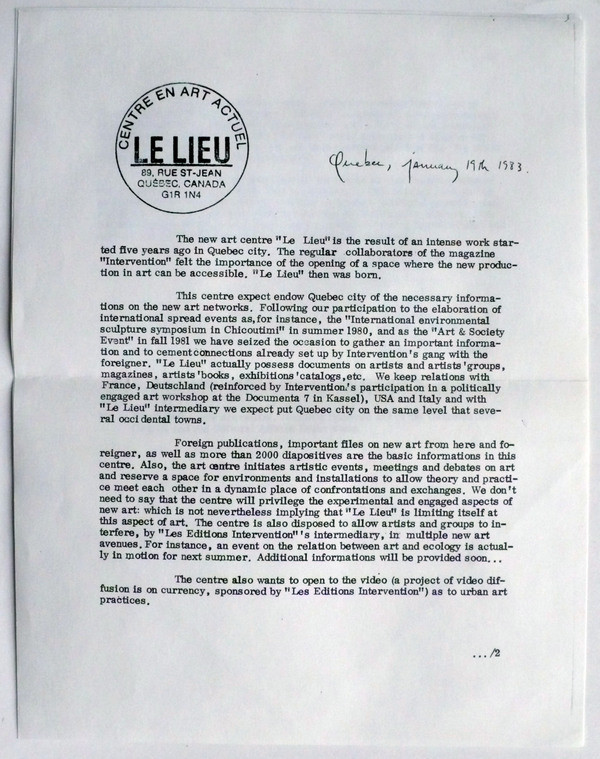 CENTRE EN ART ACTUEL
LE LIEU
89, RUE ST-JEAN
QUÉBEC, CANADA
G1R 1N4
Quebec, january 19th 1983.
The new art centre "Le Lieu" is the result of an intense work star-
ted five years ago in Quebec city. The regular collaborators of the magazine
"Intervention" felt the importance of the opening of a space where the new produc-
tion in art can be accessible. "Le Lieu" then was born.
This centre expect endow Quebec city of the necessary informa-
tions on the new art networks. Following our participation to the elaboration of
international spread events as, for instance, the "International environmental
sculpture symposium in Chicoutimi" in summer 1980, and as the "Art & Society
Event" in fall 1981 we have seized the occasion to gather an important informa-
tion and to cement connections already set up by Intervention's gang with the
foreigner. "Le Lieu" actually possess documents on artists and artists'groups,
magazines, artists'books, exhibitions'catalogs, etc. We keep relations with
France, Deutschland (reinforced by Intervention's participation in a politically
engaged art workshop at the Documenta 7 in Kassel), USA and Italy and with
"Le Lieu" intermediary we expect put Quebec city on the same level that seve-
ral occidental towns.
Foreign publications, important files on new art from here and fo-
reigner, as well as more than 2000 diapositives are the basic informations in this
centre. Also, the art centre initiates artistic events, meetings and debates on art
and reserve a space for environments and installations to allow theory and practi-
ce meet each other in a dynamic place of confrontations and exchanges. We don't
need to say that the centre will privilege the experimental and engaged aspects of
new art: which is not nevertheless implying that "Le Lieu" is limiting itself at
this aspect of art. The centre is also disposed to allow artists and groups to in-
terfere, by "Les Editions Intervention"'s intermediary, in multiple new art
avenues. For instance, an event on the relation between art and ecology is actual-
ly in motion for next summer. Additional informations will be provided soon...
The centre also wants to open to the video (a project of video dif-
fusion is on currency, sponsored by "Les Editions Intervention") as to urban art
practices.
.../2